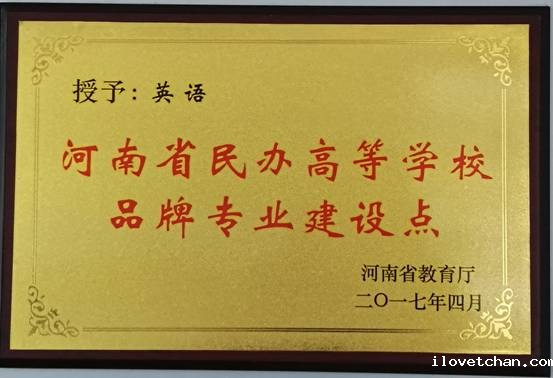 授予：英语
河南省民办高等学校
品牌专业建设点
河南省教育厅
二〇一七年四月
ilovetchan.com